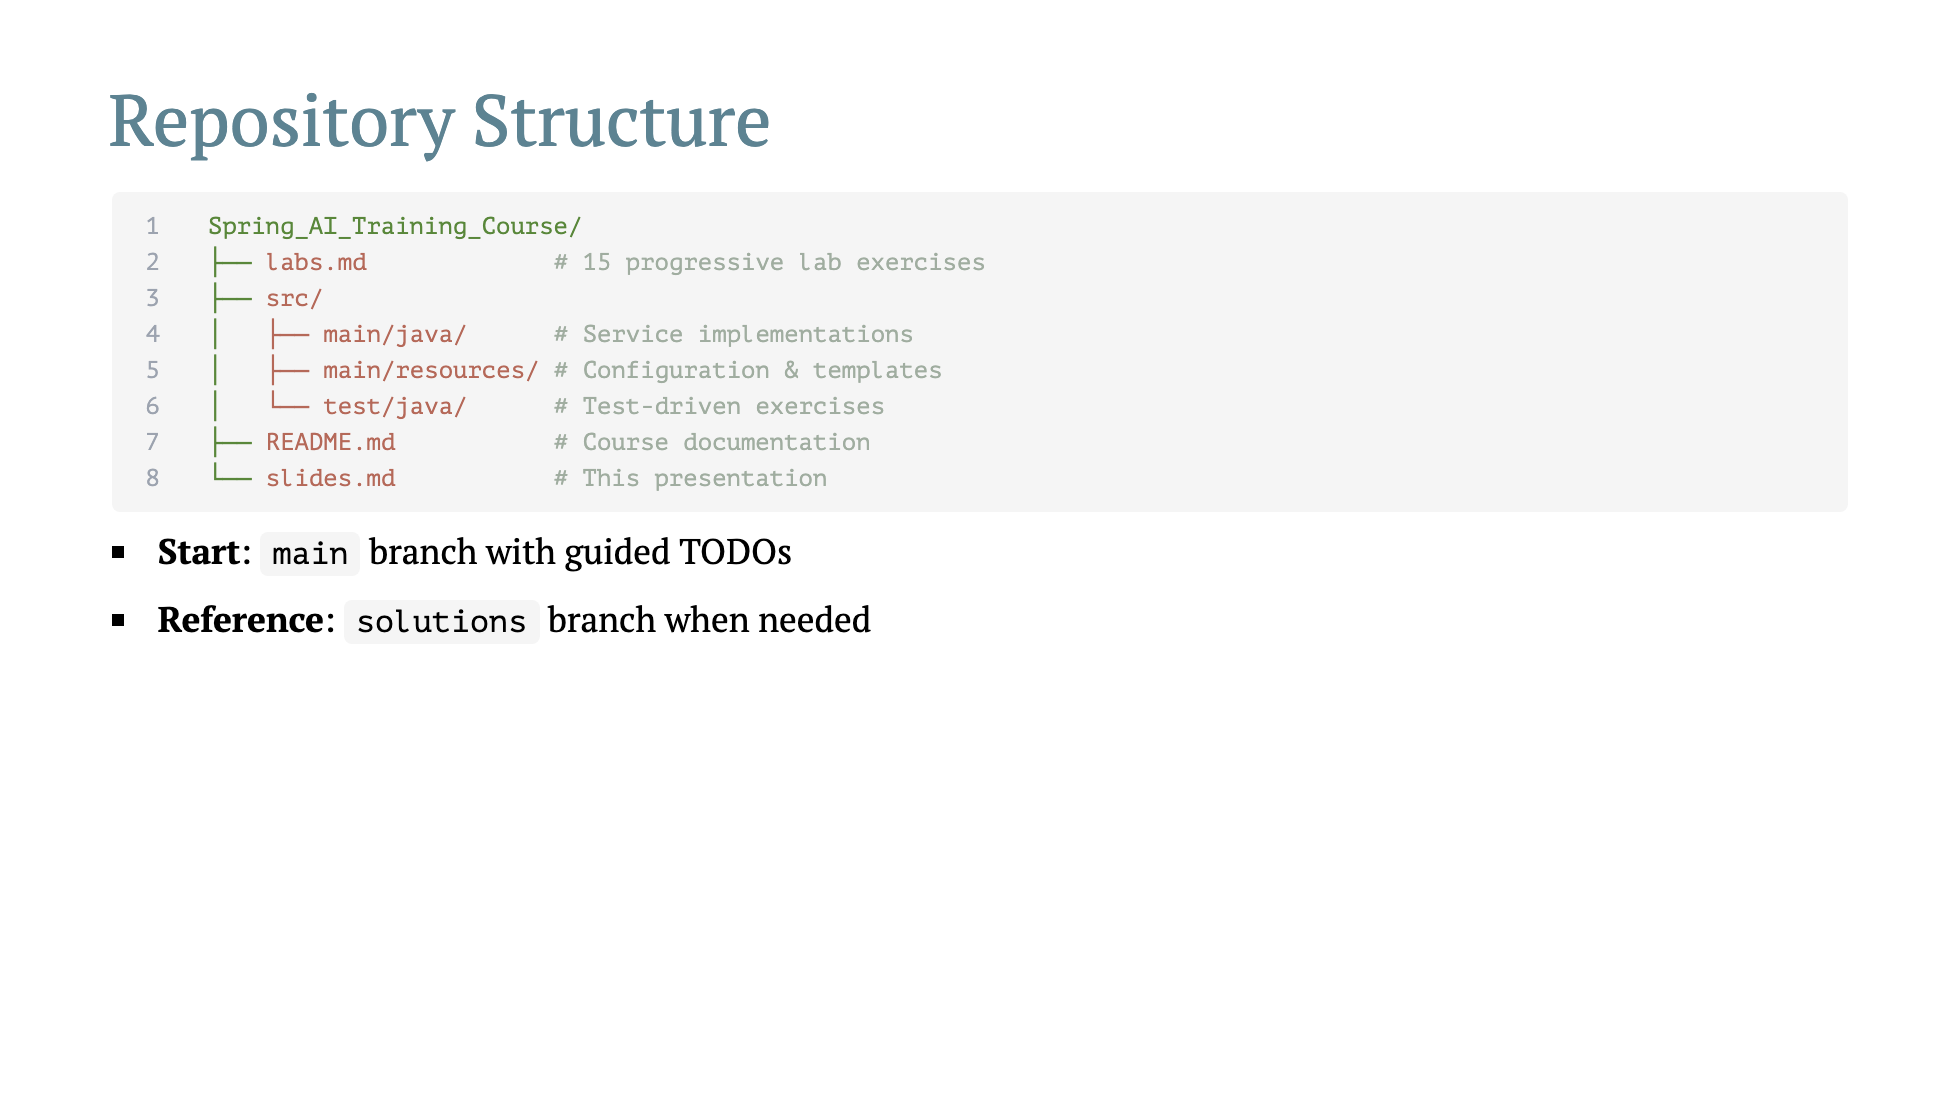 Repository Structure
1 Spring_AI_Training_Course/
2 ├── labs.md # 15 progressive lab exercises
3 ├── src/
4 │   ├── main/java/ # Service implementations
5 │   ├── main/resources/ # Configuration & templates
6 │   └── test/java/ # Test-driven exercises
7 ├── README.md # Course documentation
8 └── slides.md # This presentation
▪ Start: main branch with guided TODOs
▪ Reference: solutions branch when needed